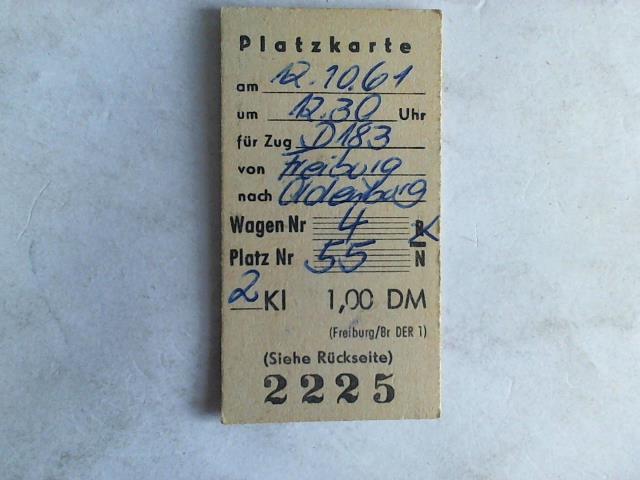 Platzkarte
am 12.10.61
um 12.30 Uhr
für Zug D183
von Freiburg
nach Oldenburg
Wagen Nr 4 R
Platz Nr 55 N
2 Kl 1,00 DM
(Freiburg/Br DER 1)
(Siehe Rückseite)
2225